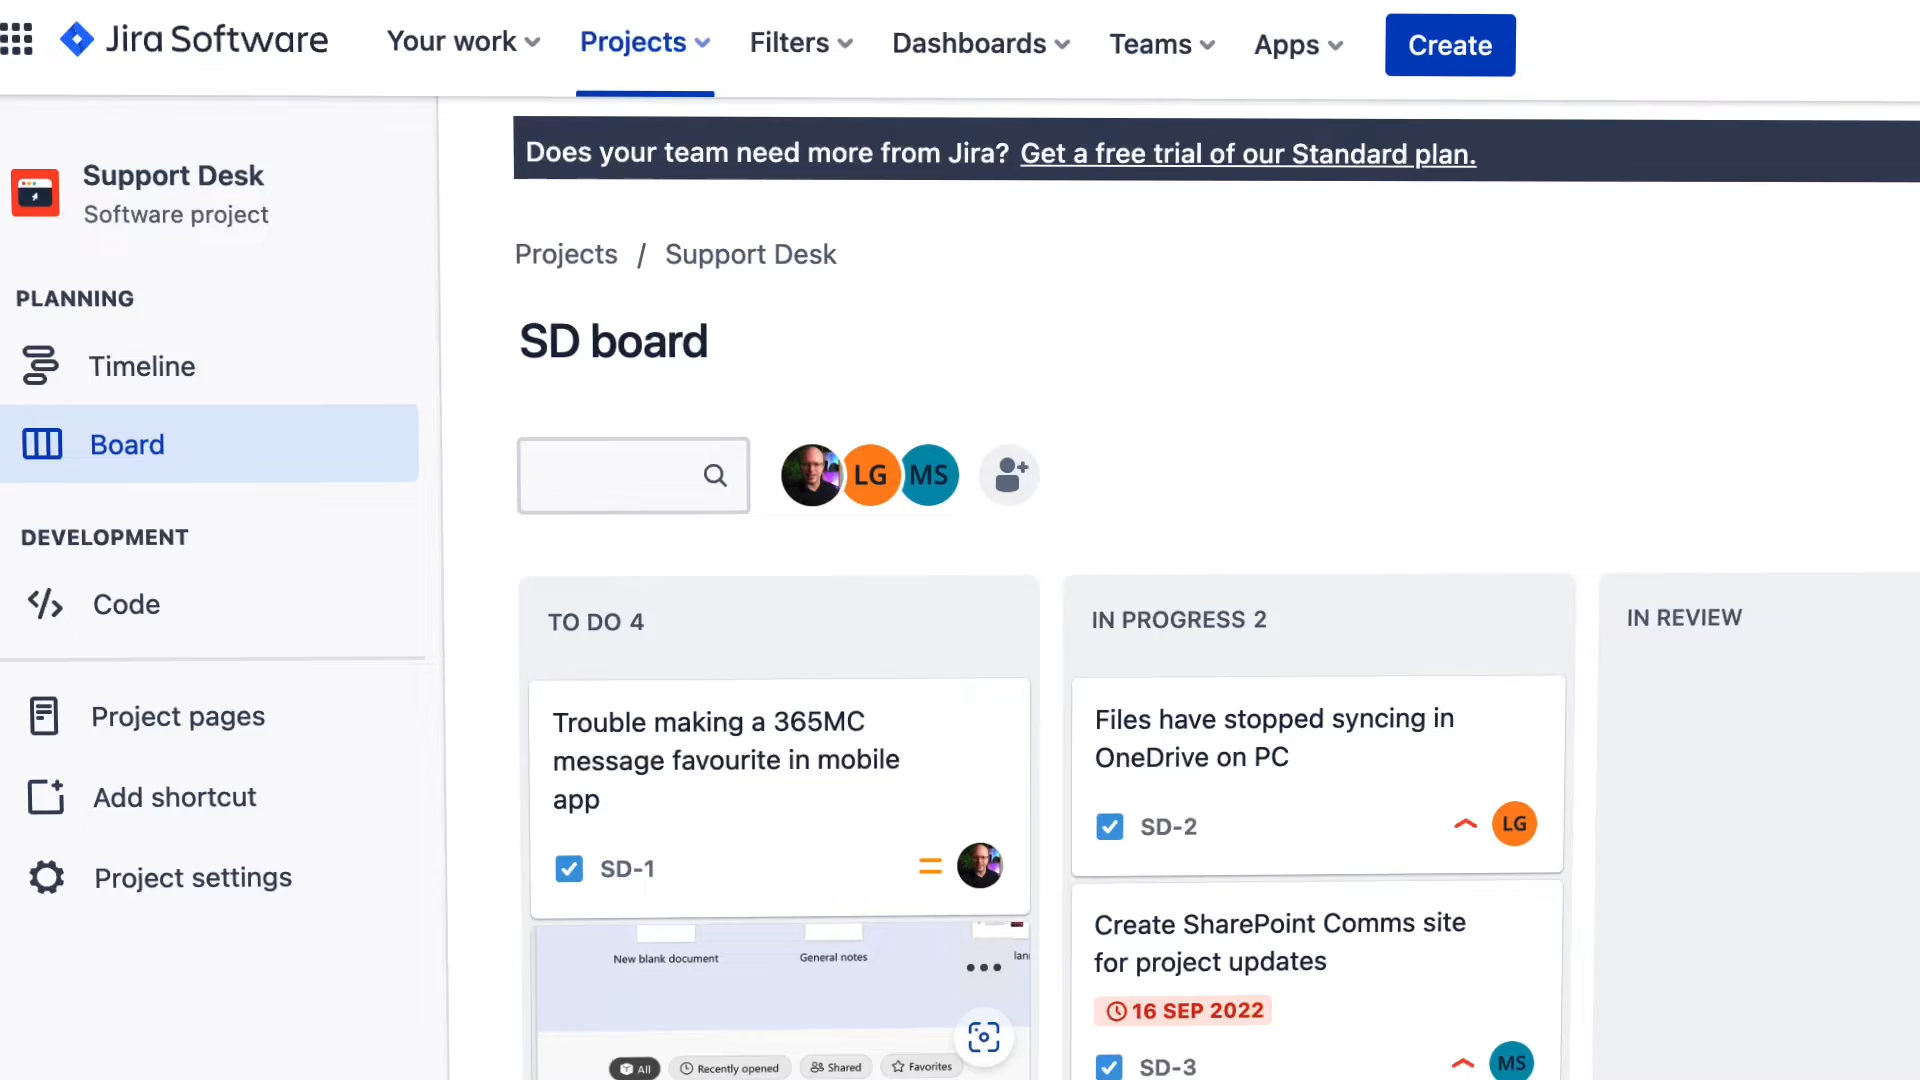 Jira Software
Your work
Projects
Filters
Dashboards
Teams
Apps
Create
Support Desk
Software project
PLANNING
Timeline
Board
DEVELOPMENT
Code
Project pages
Add shortcut
Project settings
Does your team need more from Jira? Get a free trial of our Standard plan.
Projects / Support Desk
SD board
LG
MS
TO DO 4
Trouble making a 365MC
message favourite in mobile
app
SD-1
New blank document
General notes
All
Recently opened
Shared
Favorites
IN PROGRESS 2
Files have stopped syncing in
OneDrive on PC
SD-2
LG
Create SharePoint Comms site
for project updates
16 SEP 2022
SD-3
MS
IN REVIEW